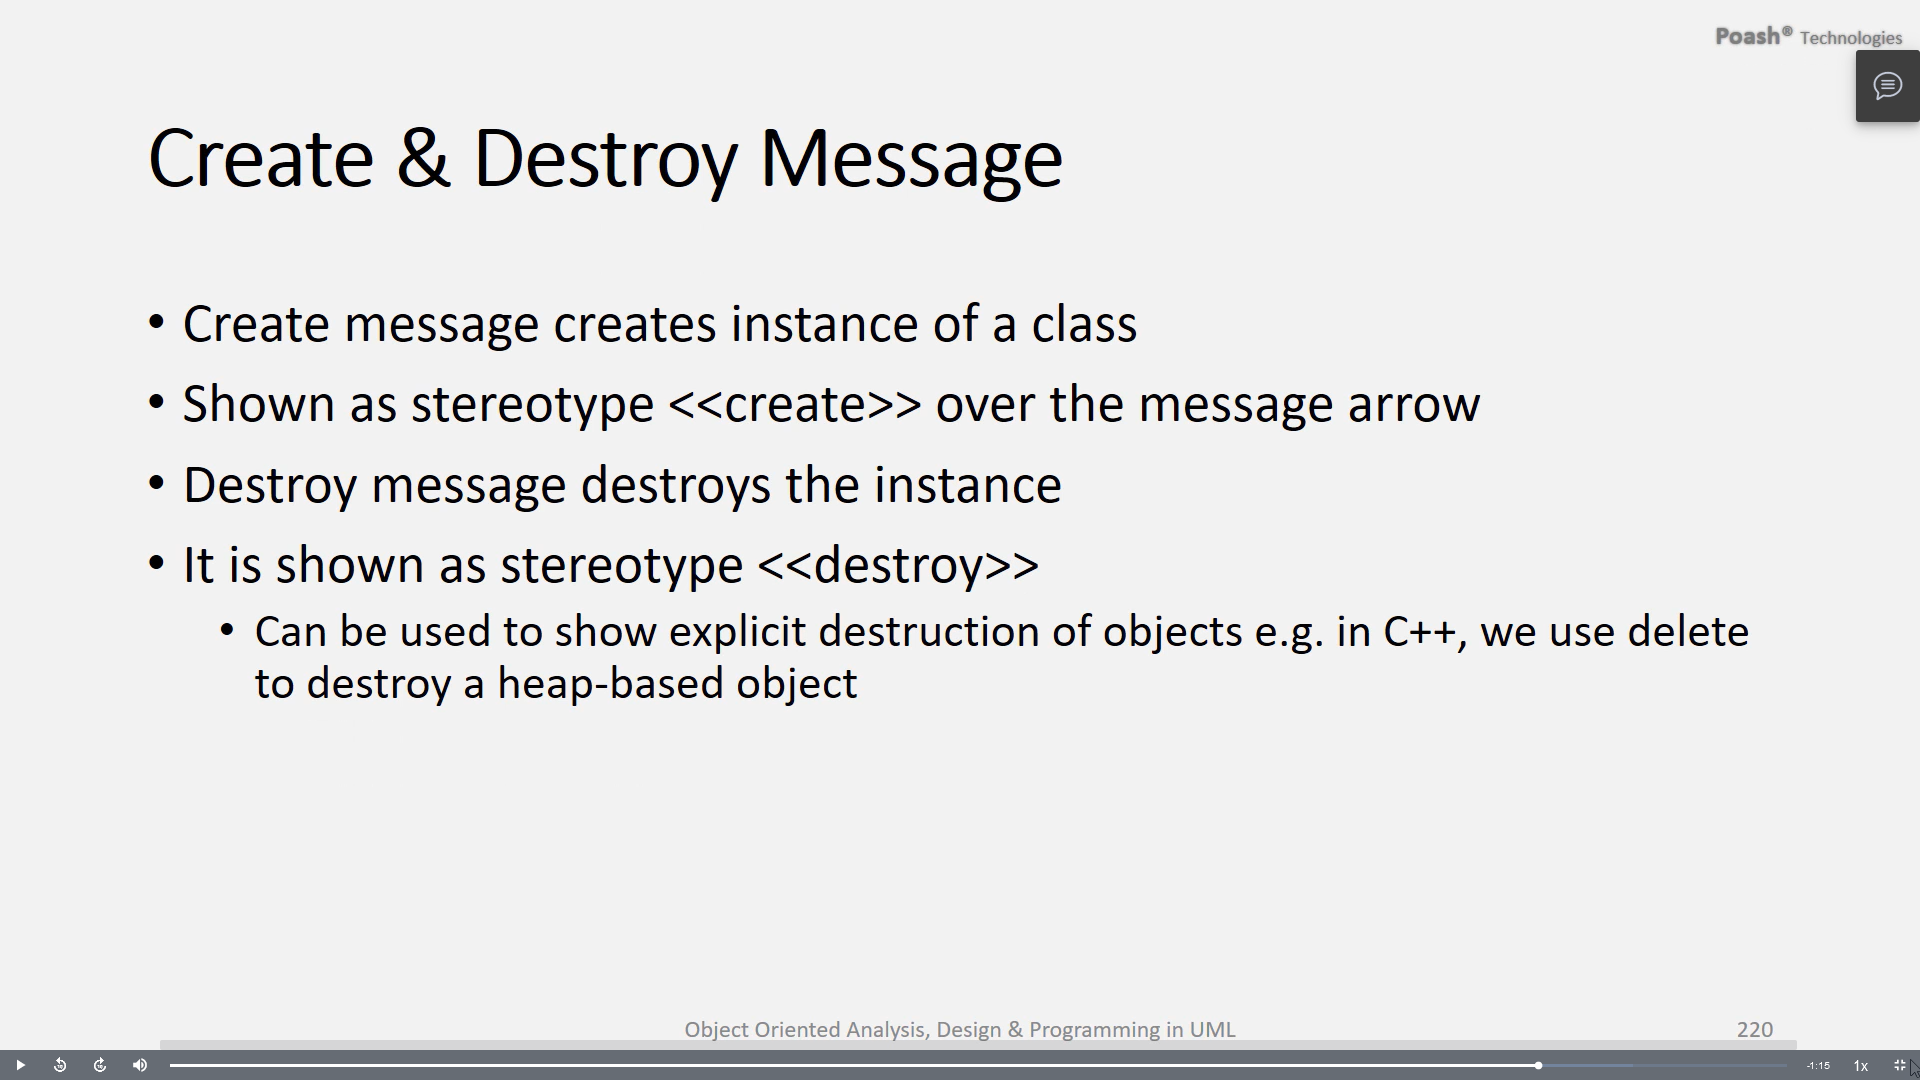 Poash® Technologies
Create & Destroy Message
• Create message creates instance of a class
• Shown as stereotype <<create>> over the message arrow
• Destroy message destroys the instance
• It is shown as stereotype <<destroy>>
• Can be used to show explicit destruction of objects e.g. in C++, we use delete
to destroy a heap-based object
Object Oriented Analysis, Design & Programming in UML
220
-1:15
1x